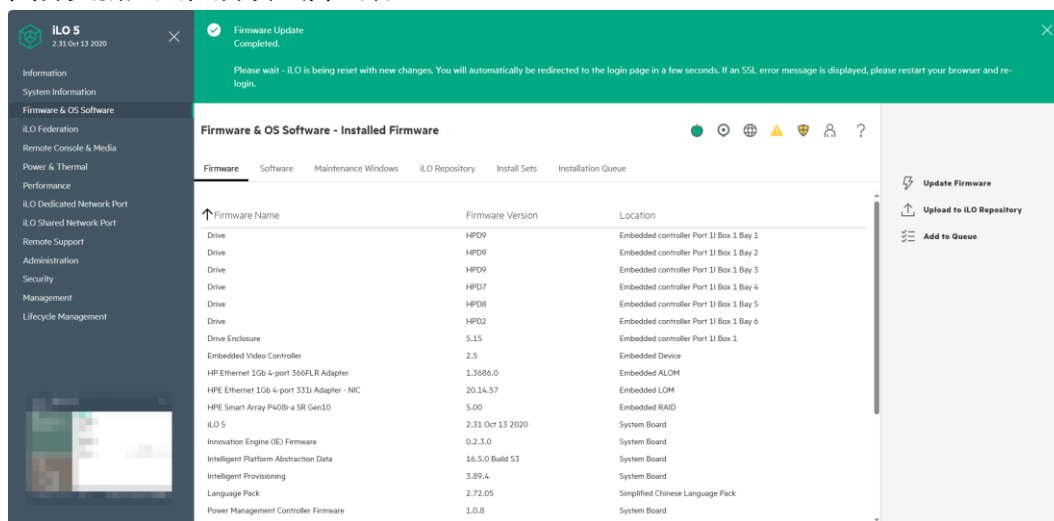 iLO 5
2.31 Oct 13 2020
Information
System Information
Firmware & OS Software
iLO Federation
Remote Console & Media
Power & Thermal
Performance
iLO Dedicated Network Port
iLO Shared Network Port
Remote Support
Administration
Security
Management
Lifecycle Management
Firmware Update
Completed.
Please wait - iLO is being reset with new changes. You will automatically be redirected to the login page in a few seconds. If an SSL error message is displayed, please restart your browser and re-
login.
Firmware & OS Software - Installed Firmware
Firmware Software Maintenance Windows iLO Repository Install Sets Installation Queue
Firmware Name Firmware Version Location
Drive HPD9 Embedded controller Port 1I Box 1 Bay 1
Drive HPD9 Embedded controller Port 1I Box 1 Bay 2
Drive HPD9 Embedded controller Port 1I Box 1 Bay 3
Drive HPD7 Embedded controller Port 1I Box 1 Bay 4
Drive HPD8 Embedded controller Port 1I Box 1 Bay 5
Drive HPD2 Embedded controller Port 1I Box 1 Bay 6
Drive Enclosure 5.15 Embedded controller Port 1I Box 1
Embedded Video Controller 2.5 Embedded Device
HP Ethernet 1Gb 4-port 366FLR Adapter 1.3686.0 Embedded ALOM
HPE Ethernet 1Gb 4-port 331i Adapter - NIC 20.14.57 Embedded LOM
HPE Smart Array P408i-a SR Gen10 5.00 Embedded RAID
iLO 5 2.31 Oct 13 2020 System Board
Innovation Engine (IE) Firmware 0.2.3.0 System Board
Intelligent Platform Abstraction Data 16.5.0 Build 53 System Board
Intelligent Provisioning 3.89.4 System Board
Language Pack 2.72.05 Simplified Chinese Language Pack
Power Management Controller Firmware 1.0.8 System Board
Update Firmware
Upload to iLO Repository
Add to Queue